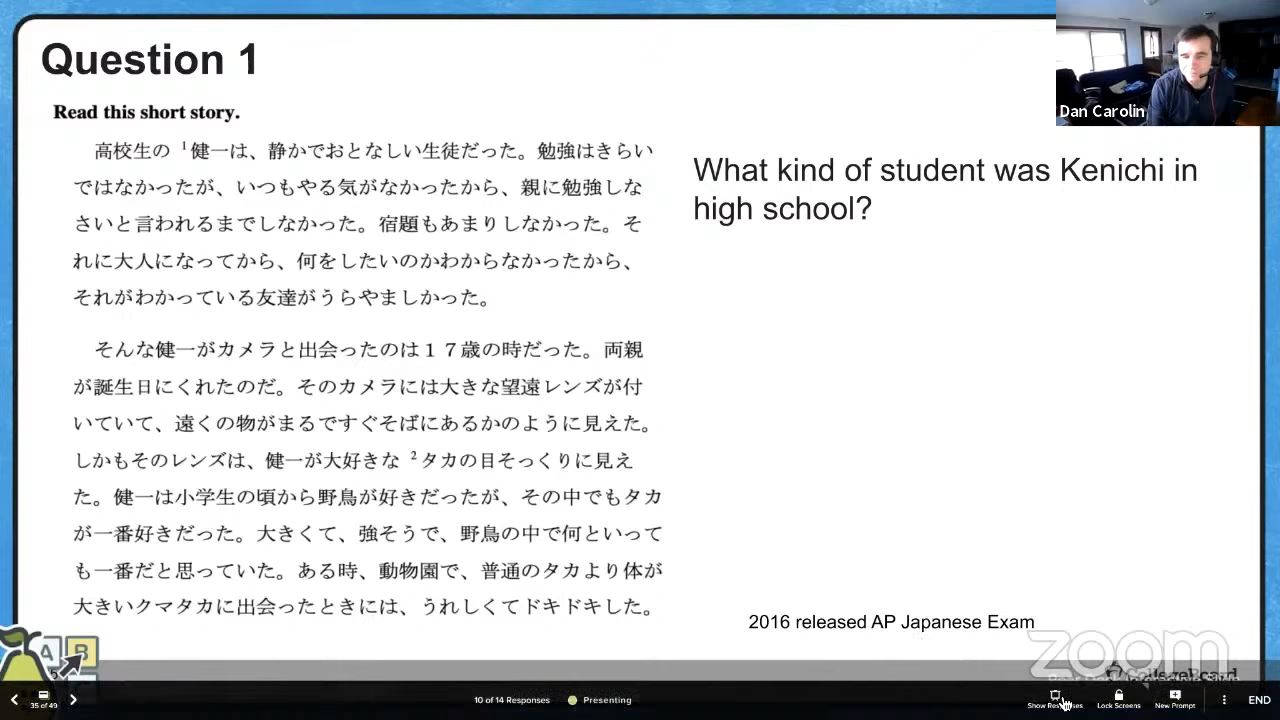 Question 1
Dan Carolin
Read this short story.
高校生の ¹健一は、静かでおとなしい生徒だった。勉強はきらい
ではなかったが、いつもやる気がなかったから、親に勉強しな
さいと言われるまでしなかった。宿題もあまりしなかった。そ
れに大人になってから、何をしたいのかわからなかったから、
それがわかっている友達がうらやましかった。
そんな健一がカメラと出会ったのは１７歳の時だった。両親
が誕生日にくれたのだ。そのカメラには大きな望遠レンズが付
いていて、遠くの物がまるですぐそばにあるかのように見えた。
しかもそのレンズは、健一が大好きな ²タカの目そっくりに見え
た。健一は小学生の頃から野鳥が好きだったが、その中でもタカ
が一番好きだった。大きくて、強そうで、野鳥の中で何といって
も一番だと思っていた。ある時、動物園で、普通のタカより体が
大きいクマタカに出会ったときには、うれしくてドキドキした。
What kind of student was Kenichi in
high school?
2016 released AP Japanese Exam
zoom
A B
35 of 49
10 of 14 Responses
Presenting
Lock Screens
New Prompt
END